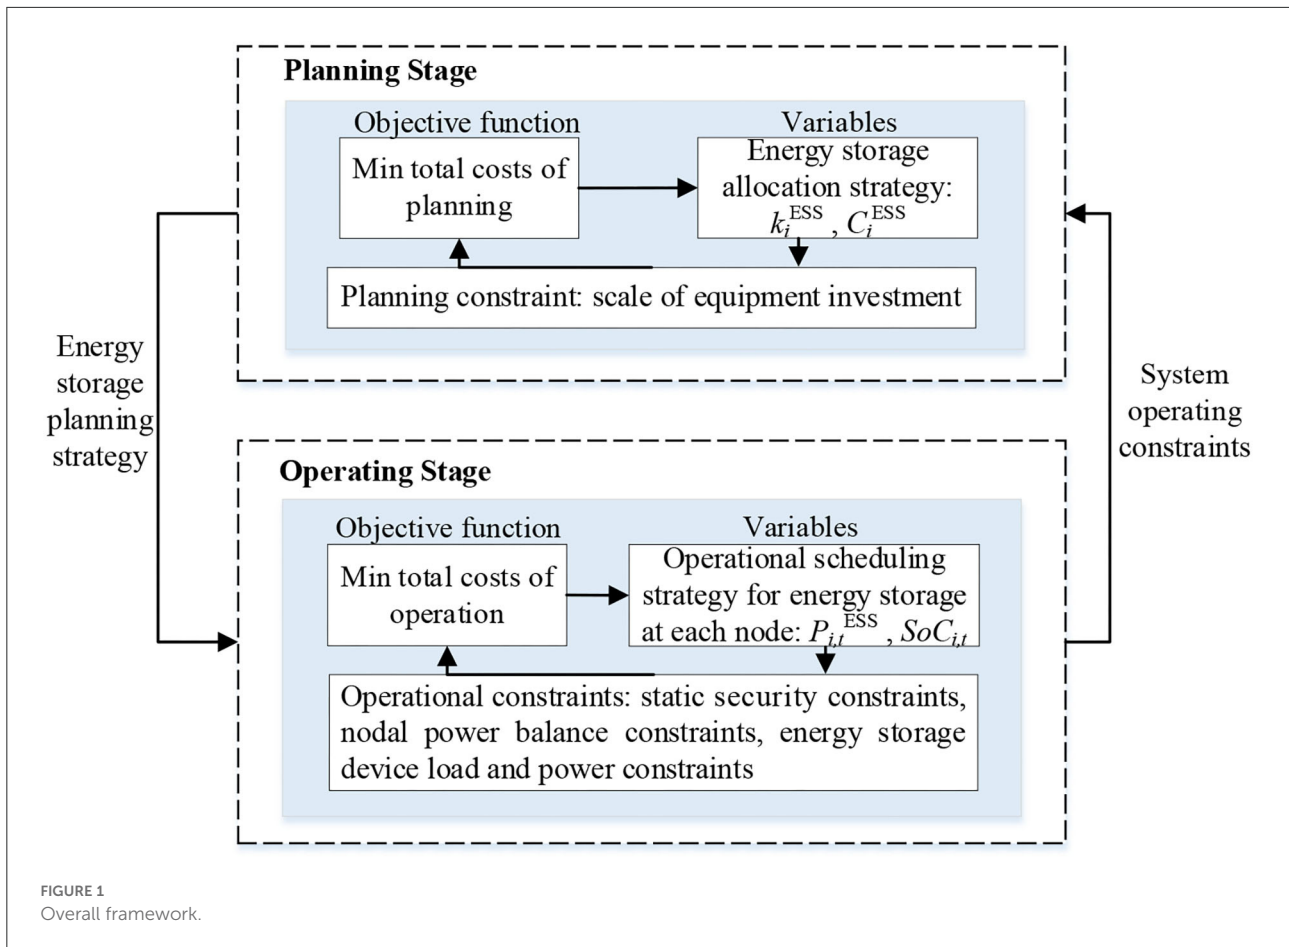 Planning Stage
Objective function
Variables
Min total costs of
planning
Energy storage
allocation strategy:
k_i^ESS , C_i^ESS
Planning constraint: scale of equipment investment
Energy
storage
planning
strategy
System
operating
constraints
Operating Stage
Objective function
Variables
Min total costs of
operation
Operational scheduling
strategy for energy storage
at each node: P_{i,t}^ESS , SoC_{i,t}
Operational constraints: static security constraints,
nodal power balance constraints, energy storage
device load and power constraints
FIGURE 1
Overall framework.